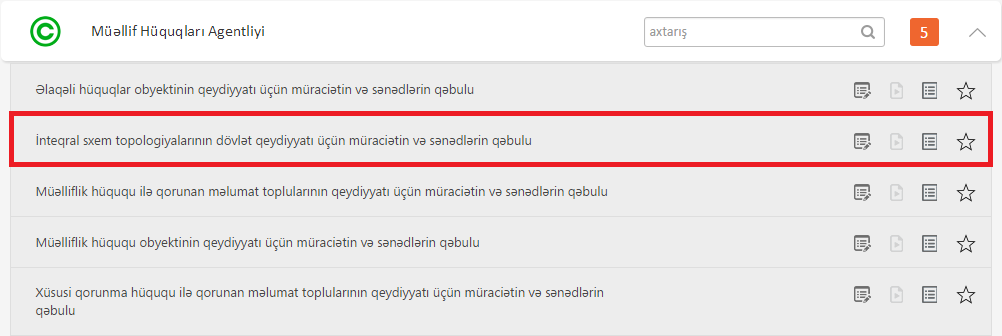 Müəllif Hüquqları Agentliyi
axtarış
5
Əlaqəli hüquqlar obyektinin qeydiyyatı üçün müraciətin və sənədlərin qəbulu
İnteqral sxem topologiyalarının dövlət qeydiyyatı üçün müraciətin və sənədlərin qəbulu
Müəlliflik hüququ ilə qorunan məlumat toplularının qeydiyyatı üçün müraciətin və sənədlərin qəbulu
Müəlliflik hüququ obyektinin qeydiyyatı üçün müraciətin və sənədlərin qəbulu
Xüsusi qorunma hüququ ilə qorunan məlumat toplularının qeydiyyatı üçün müraciətin və sənədlərin
qəbulu